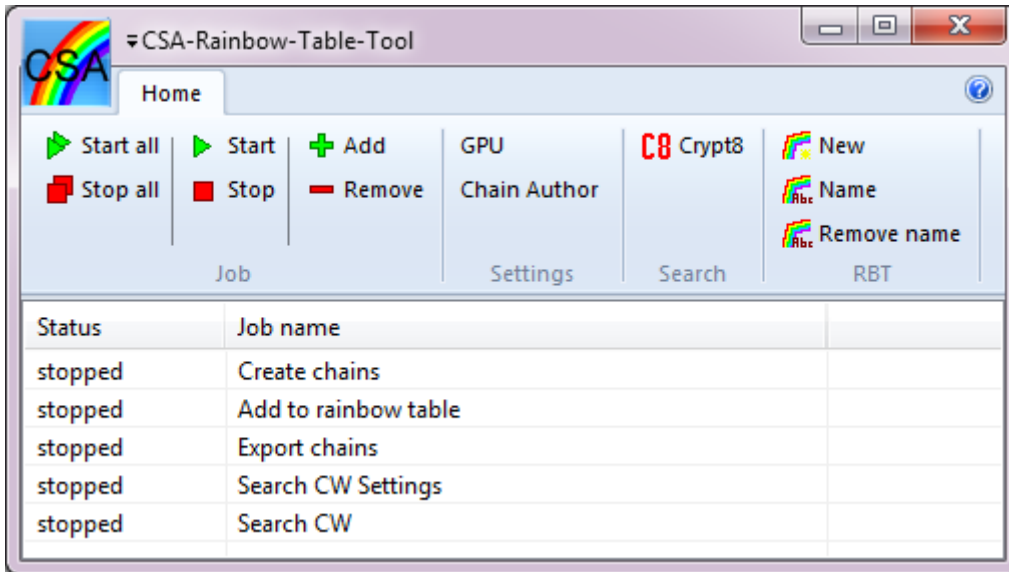 CSA-Rainbow-Table-Tool
CSA
Home
Start all Start Add GPU C8 Crypt8 New
Stop all Stop Remove Chain Author Abc Name
Abc Remove name
Job Settings Search RBT
Status Job name
stopped Create chains
stopped Add to rainbow table
stopped Export chains
stopped Search CW Settings
stopped Search CW